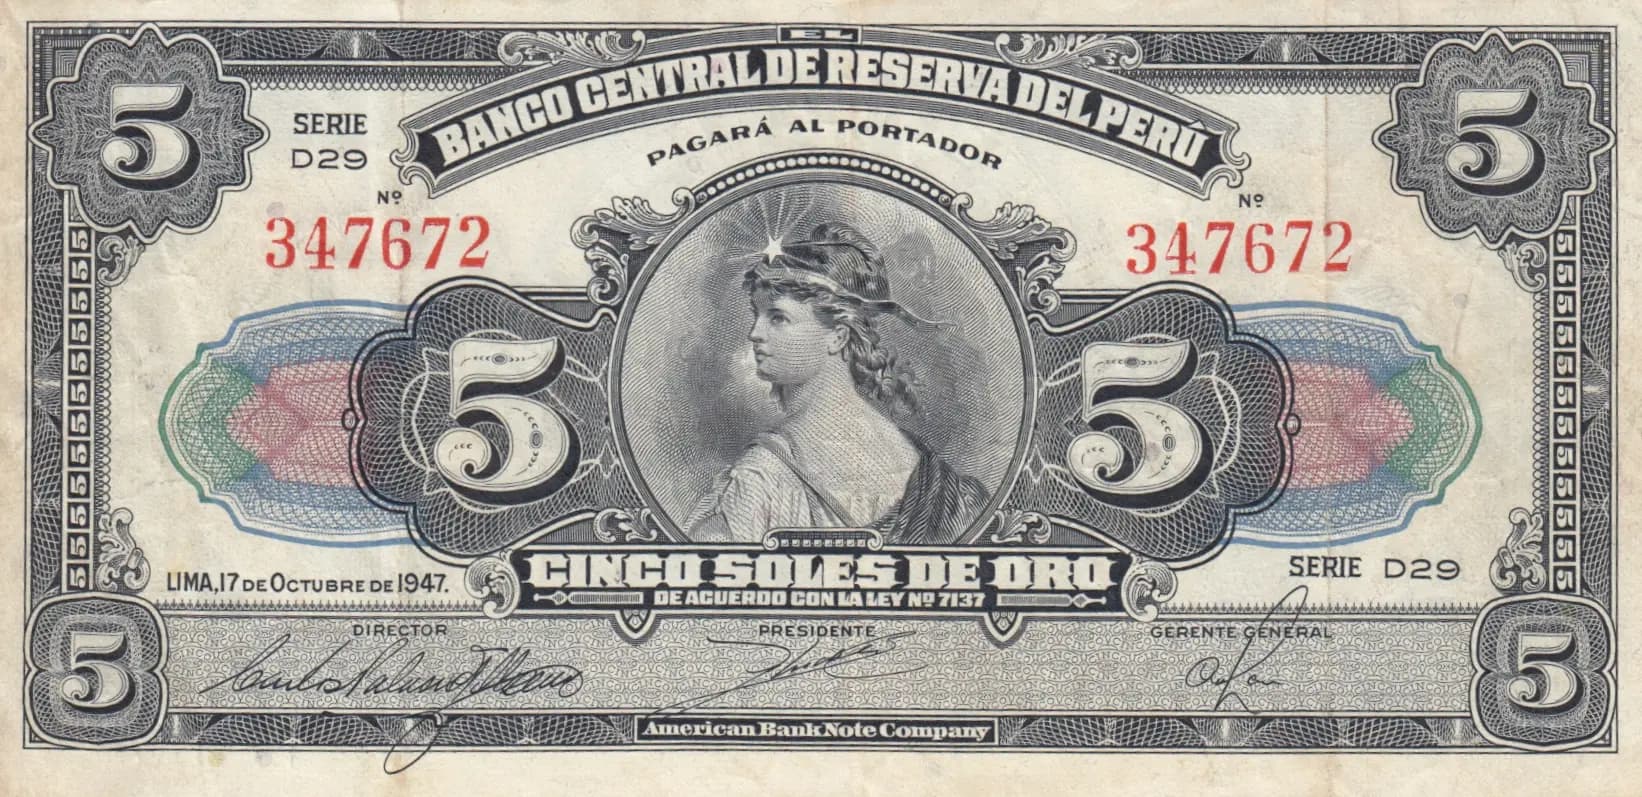 EL
BANCO CENTRAL DE RESERVA DEL PERÚ
PAGARÁ AL PORTADOR
5
5
SERIE
D29
Nº
347672
Nº
347672
5
5
CINCO SOLES DE ORO
DE ACUERDO CON LA LEY Nº 7137
LIMA, 17 DE OCTUBRE DE 1947.
SERIE D29
5
5
DIRECTOR
PRESIDENTE
GERENTE GENERAL
American Bank Note Company